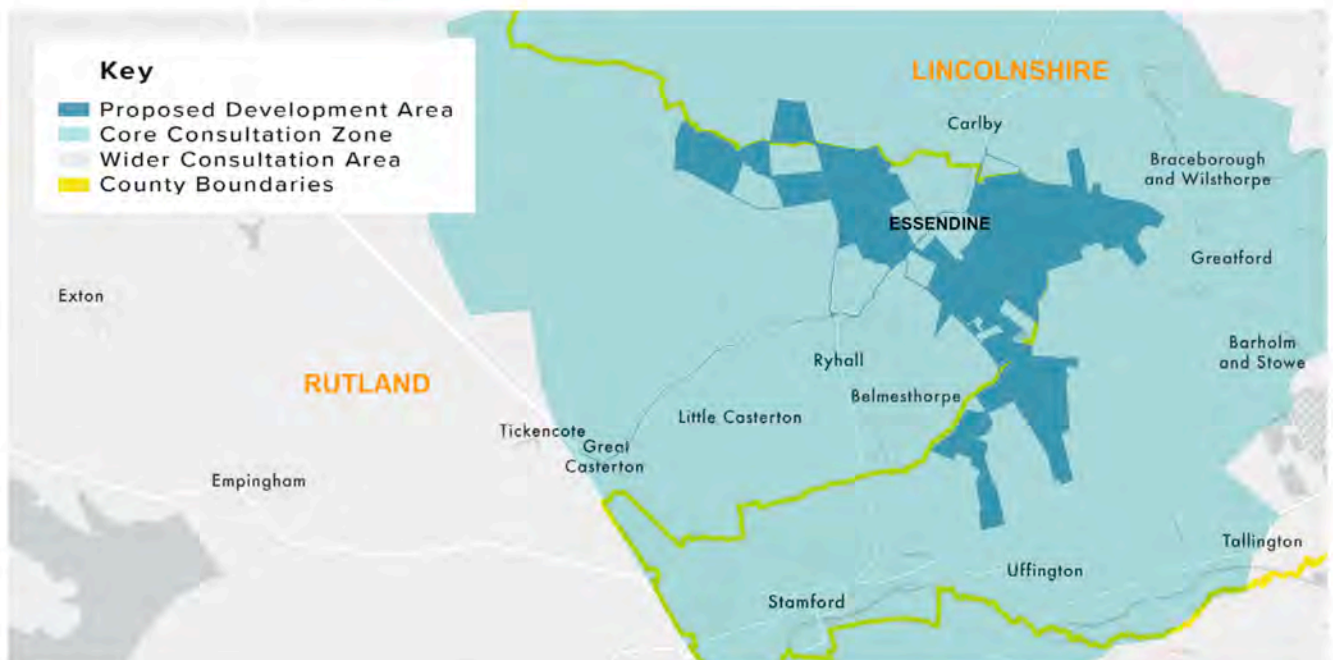 Key
Proposed Development Area
Core Consultation Zone
Wider Consultation Area
County Boundaries
LINCOLNSHIRE
Carlby
Braceborough
and Wilsthorpe
ESSENDINE
Greatford
Exton
Barholm
and Stowe
Ryhall
RUTLAND
Belmesthorpe
Little Casterton
Tickencote
Great
Casterton
Empingham
Tallington
Uffington
Stamford